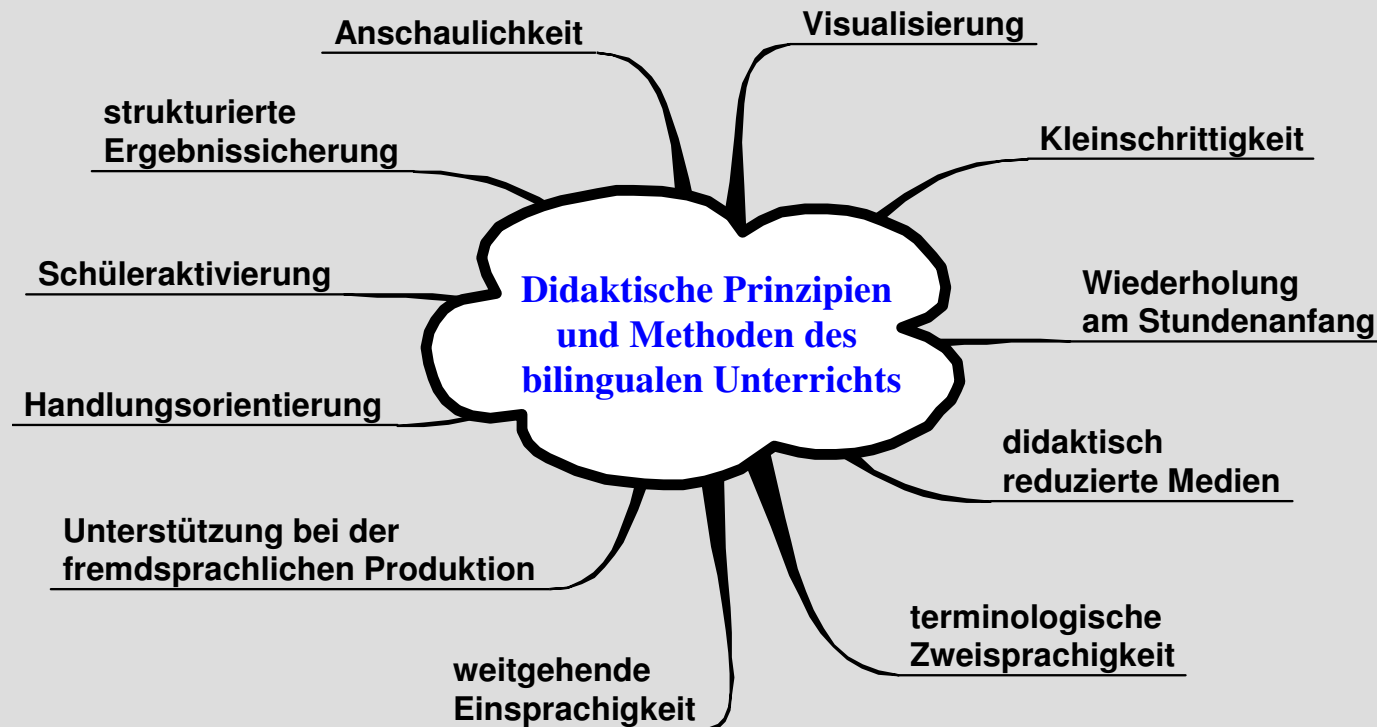 Didaktische Prinzipien
und Methoden des
bilingualen Unterrichts
Visualisierung
Kleinschrittigkeit
Wiederholung
am Stundenanfang
didaktisch
reduzierte Medien
terminologische
Zweisprachigkeit
weitgehende
Einsprachigkeit
Unterstützung bei der
fremdsprachlichen Produktion
Handlungsorientierung
Schüleraktivierung
strukturierte
Ergebnissicherung
Anschaulichkeit